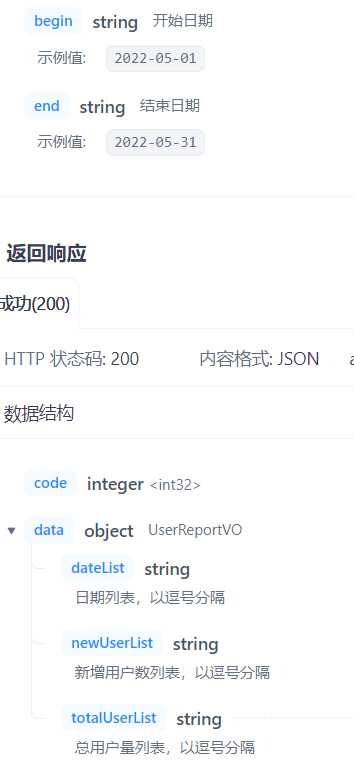 begin string 开始日期
示例值: 2022-05-01
end string 结束日期
示例值: 2022-05-31
返回响应
成功(200)
HTTP 状态码: 200 内容格式: JSON a
数据结构
code integer <int32>
data object UserReportVO
dateList string
日期列表，以逗号分隔
newUserList string
新增用户数列表，以逗号分隔
totalUserList string
总用户量列表，以逗号分隔